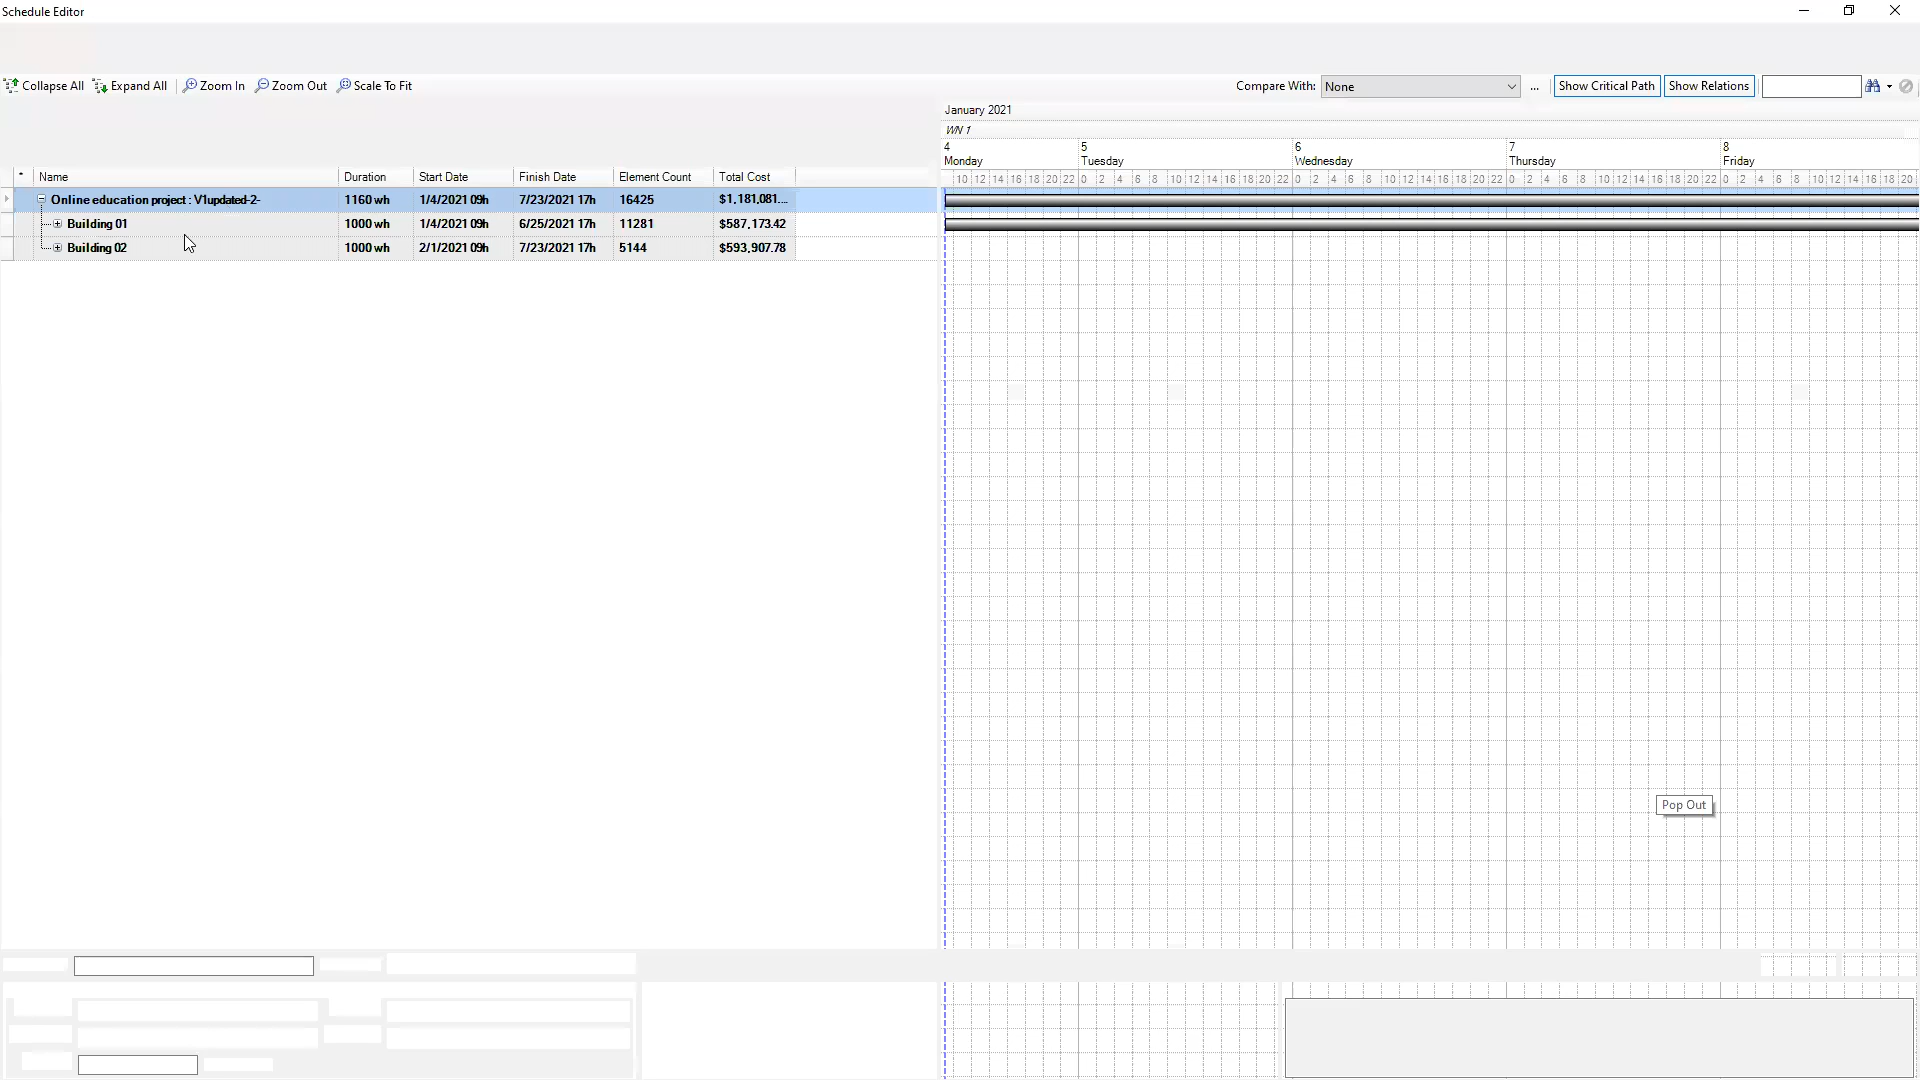 Schedule Editor
Collapse All Expand All Zoom In Zoom Out Scale To Fit Compare With: None ... Show Critical Path Show Relations
January 2021
WN 1
4 5 6 7 8
Monday Tuesday Wednesday Thursday Friday
* Name Duration Start Date Finish Date Element Count Total Cost
10 12 14 16 18 20 22 0 2 4 6 8 10 12 14 16 18 20 22 0 2 4 6 8 10 12 14 16 18 20 22 0 2 4 6 8 10 12 14 16 18 20 22 0 2 4 6 8 10 12 14 16 18 20
Online education project : V1updated-2- 1160 wh 1/4/2021 09h 7/23/2021 17h 16425 $1,181,081....
Building 01 1000 wh 1/4/2021 09h 6/25/2021 17h 11281 $587,173.42
Building 02 1000 wh 2/1/2021 09h 7/23/2021 17h 5144 $593,907.78
Pop Out